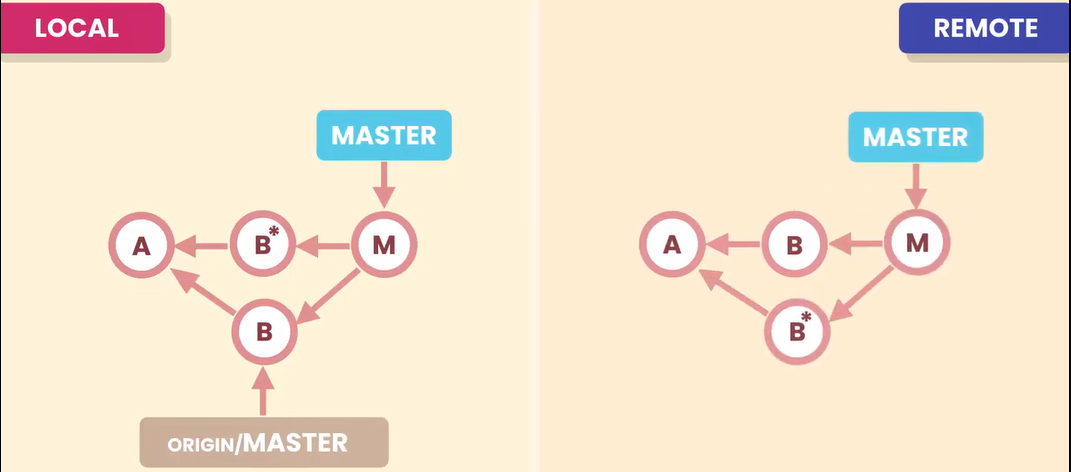 LOCAL
REMOTE
MASTER
MASTER
A
B*
M
B
ORIGIN/MASTER
A
B
M
B*